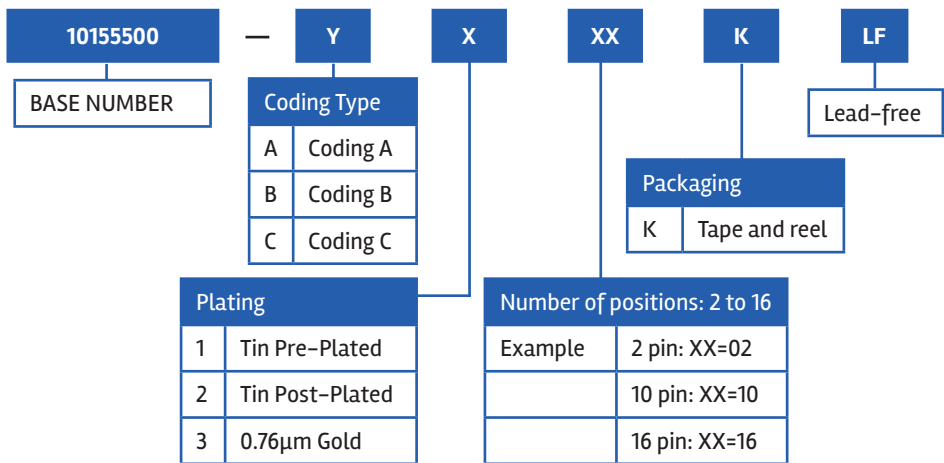 10155500 — Y X XX K LF
BASE NUMBER
Coding Type
A Coding A
B Coding B
C Coding C
Lead-free
Packaging
K Tape and reel
Plating
1 Tin Pre-Plated
2 Tin Post-Plated
3 0.76µm Gold
Number of positions: 2 to 16
Example 2 pin: XX=02
10 pin: XX=10
16 pin: XX=16